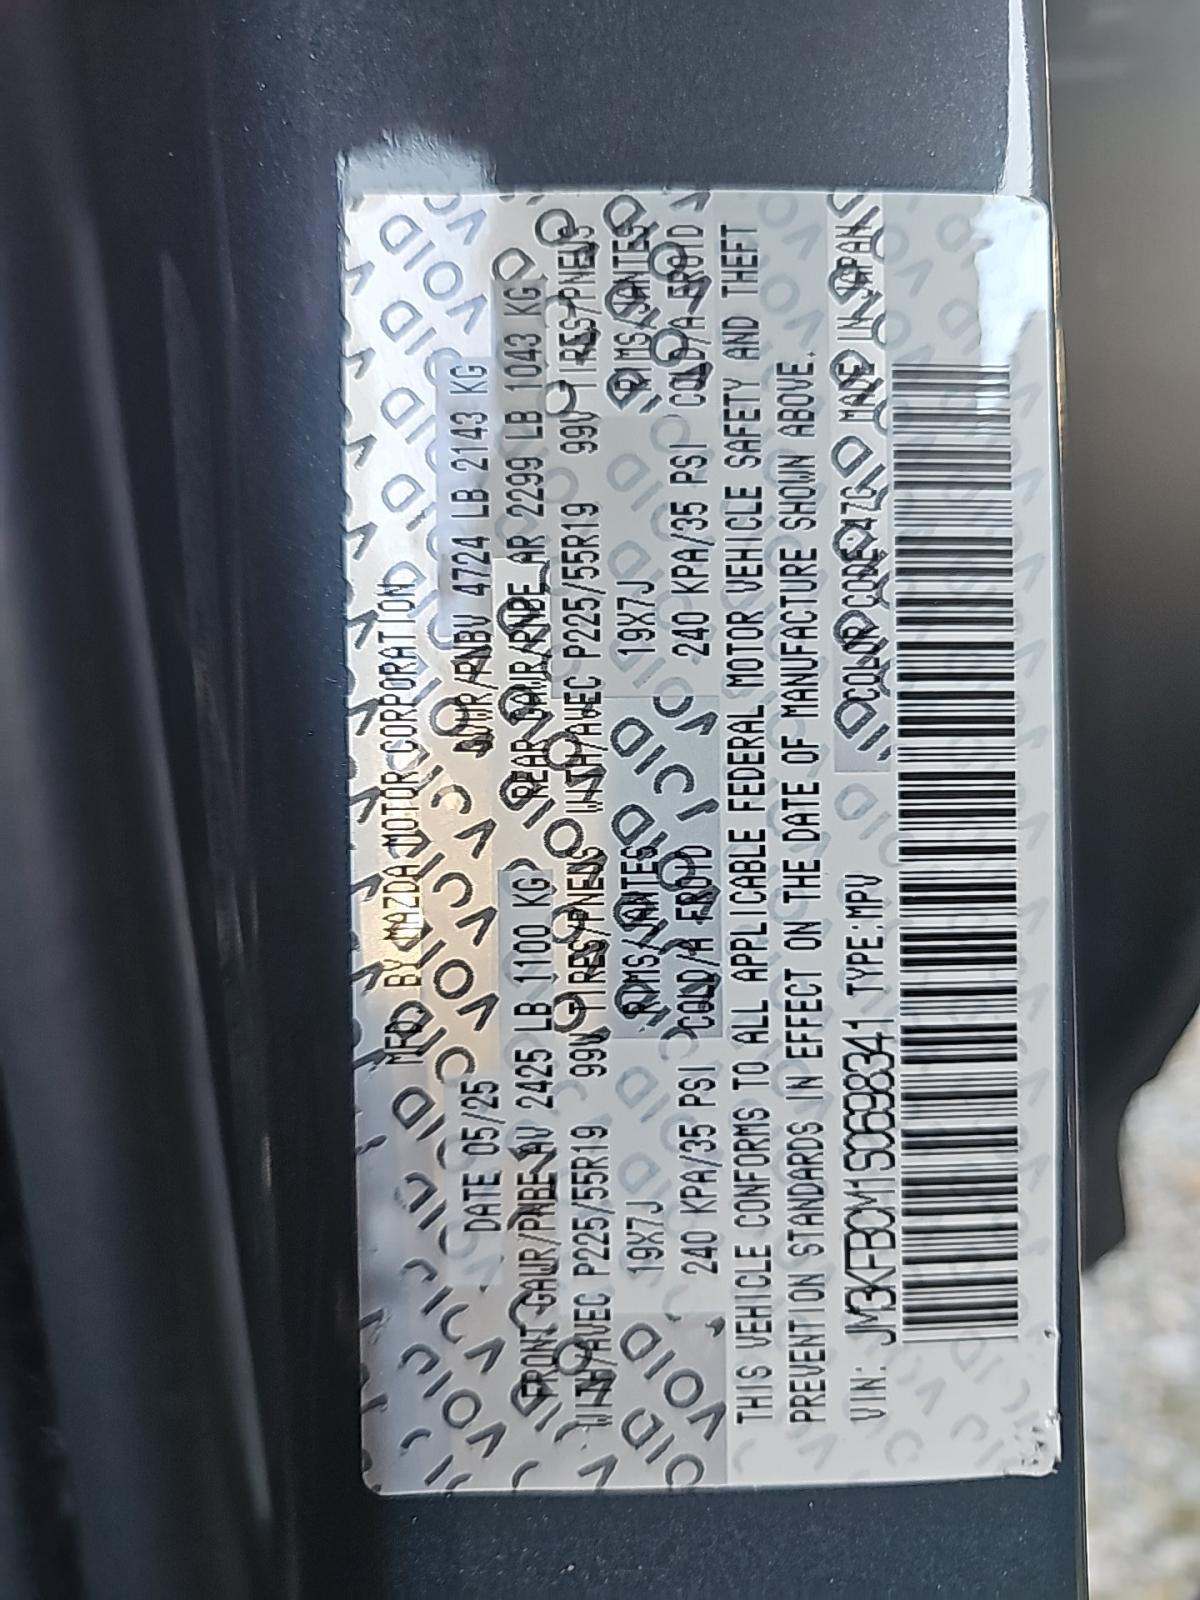 MFD BY MAZDA MOTOR CORPORATION
DATE 05/25 GVWR/PNBV 4724 LB 2143 KG
FRONT GAWR/PNBE AV 2425 LB 1100 KG REAR GAWR/PNBE AR 2299 LB 1043 KG
WITH/AVEC P225/55R19 99V TIRES/PNEUS WITH/AVEC P225/55R19 99V TIRES/PNEUS
19X7J RIMS/JANTES 19X7J RIMS/JANTES
240 KPA/35 PSI COLD/A FROID 240 KPA/35 PSI COLD/A FROID
THIS VEHICLE CONFORMS TO ALL APPLICABLE FEDERAL MOTOR VEHICLE SAFETY AND THEFT
PREVENTION STANDARDS IN EFFECT ON THE DATE OF MANUFACTURE SHOWN ABOVE.
VIN: JM3KFBCM1S0698341 TYPE:MPV COLOR CODE:47C MADE IN JAPAN